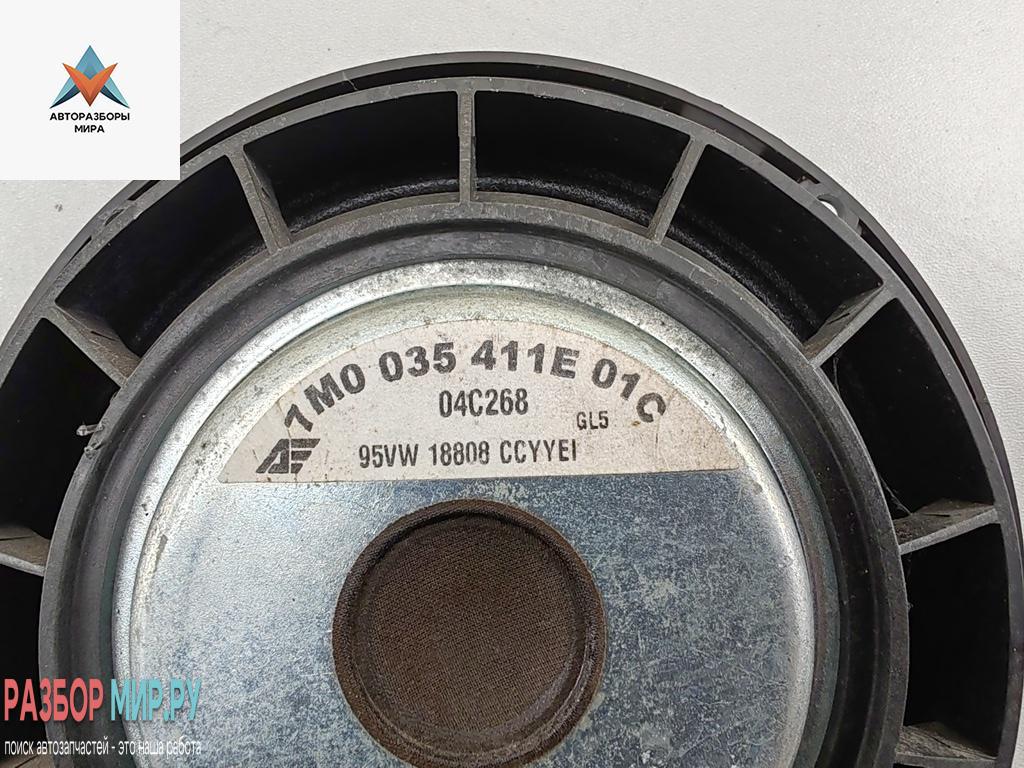 АВТОРАЗБОРЫ
МИРА
1M0 035 411E 01C
04C268
GL5
95VW 18808 CCYYEI
РАЗБОР МИР.РУ
поиск автозапчастей - это наша работа